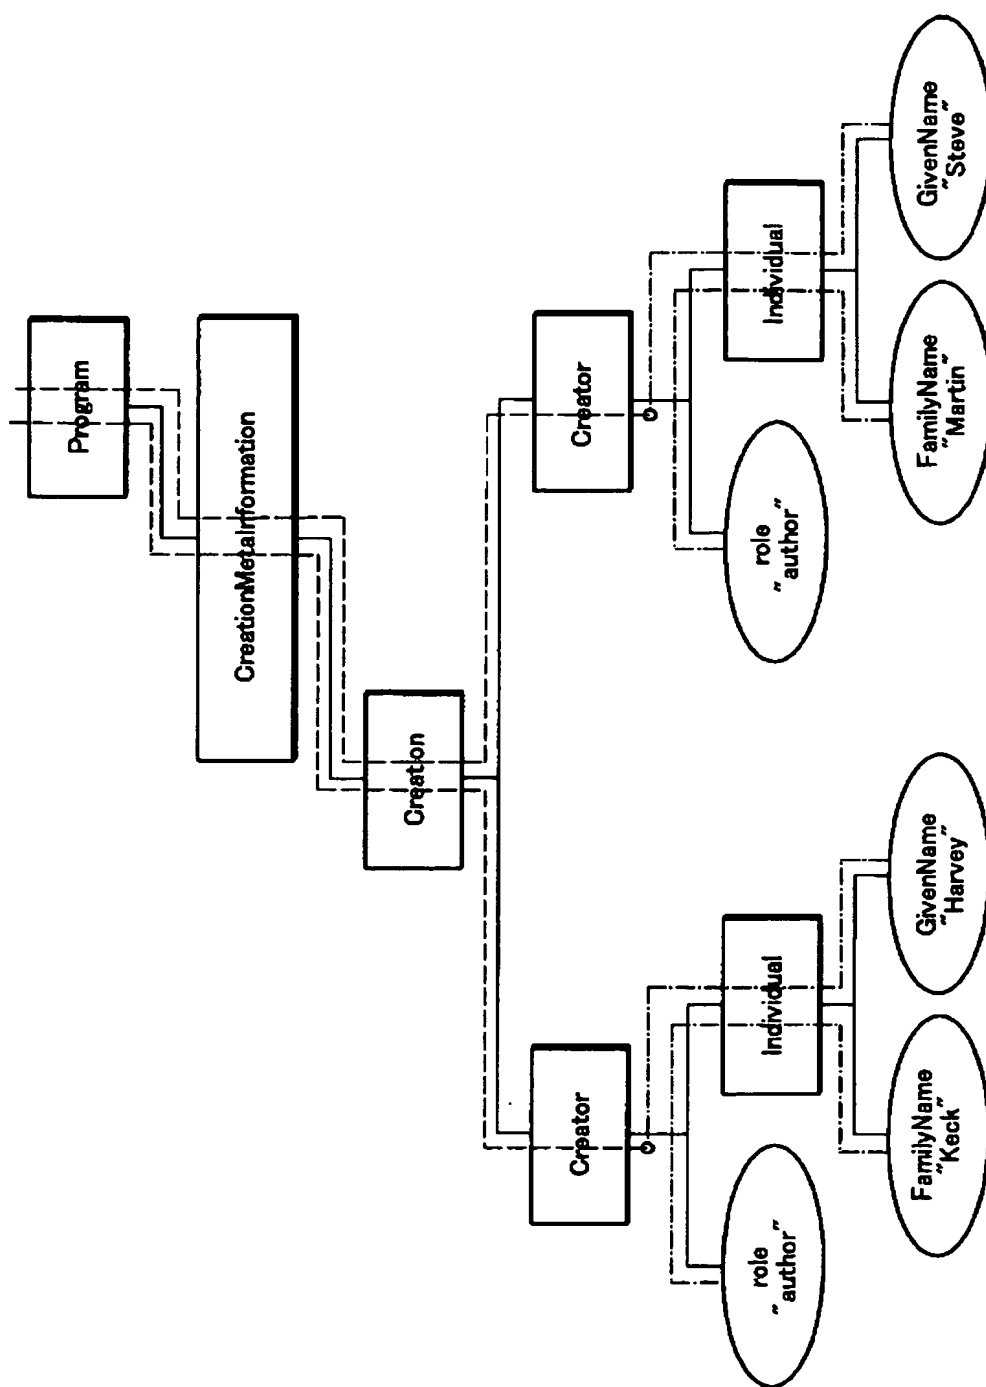 Program
CreationMetaInformation
Creation
Creator
Creator
role
"author"
Individual
role
"author"
Individual
FamilyName
"Keck"
GivenName
"Harvey"
FamilyName
"Martin"
GivenName
"Steve"